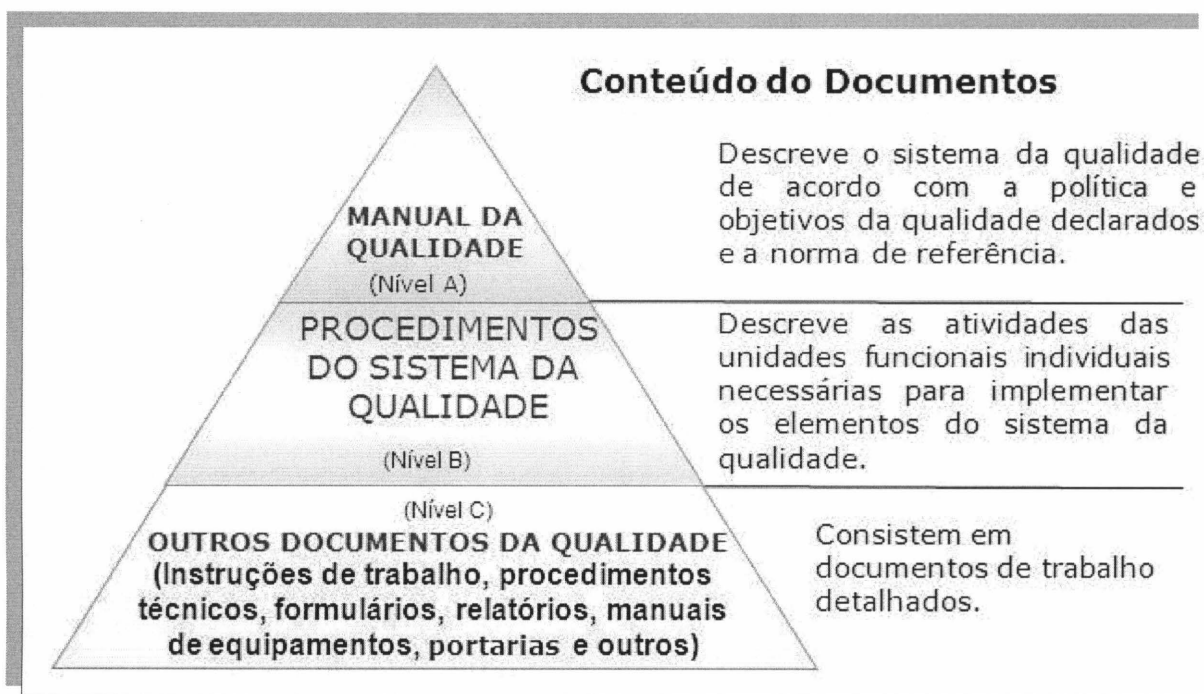 Conteúdo do Documentos
MANUAL DA
QUALIDADE
(Nível A)
Descreve o sistema da qualidade
de acordo com a política e
objetivos da qualidade declarados
e a norma de referência.
PROCEDIMENTOS
DO SISTEMA DA
QUALIDADE
(Nível B)
Descreve as atividades das
unidades funcionais individuais
necessárias para implementar
os elementos do sistema da
qualidade.
(Nível C)
OUTROS DOCUMENTOS DA QUALIDADE
(Instruções de trabalho, procedimentos
técnicos, formulários, relatórios, manuais
de equipamentos, portarias e outros)
Consistem em
documentos de trabalho
detalhados.